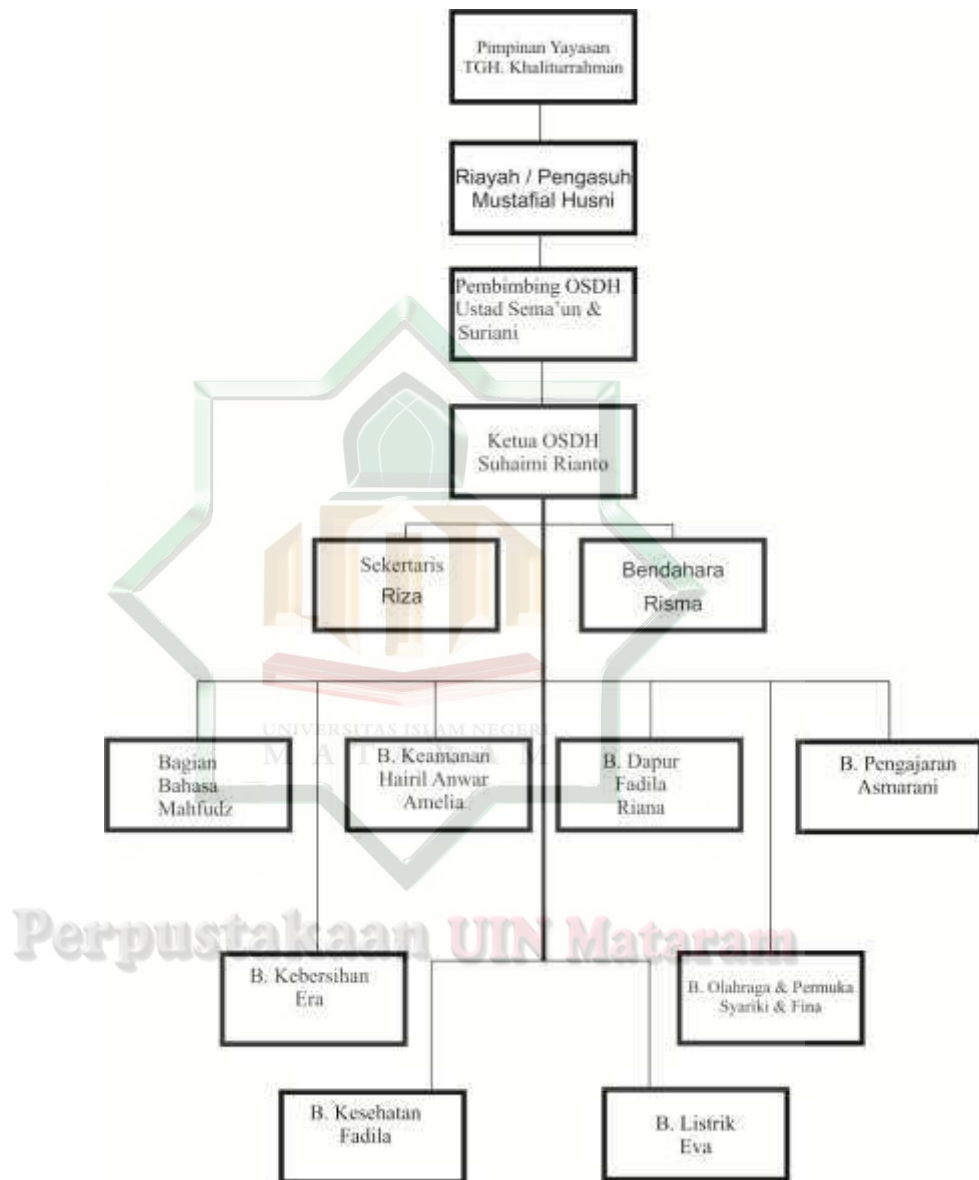 Pimpinan Yayasan
TGH. Khaliturrahman
Riayah / Pengasuh
Mustafial Husni
Pembimbing OSDH
Ustad Sema'un &
Suriani
Ketua OSDH
Suhaimi Rianto
Sekertaris
Riza
Bendahara
Risma
UNIVERSITAS ISLAM NEGERI
MATARAM
Bagian
Bahasa
Mahfudz
B. Keamanan
Hairil Anwar
Amelia
B. Dapur
Fadila
Riana
B. Pengajaran
Asmarani
Perpustakaan UIN Mataram
B. Kebersihan
Era
B. Olahraga & Permuka
Syariki & Fina
B. Kesehatan
Fadila
B. Listrik
Eva